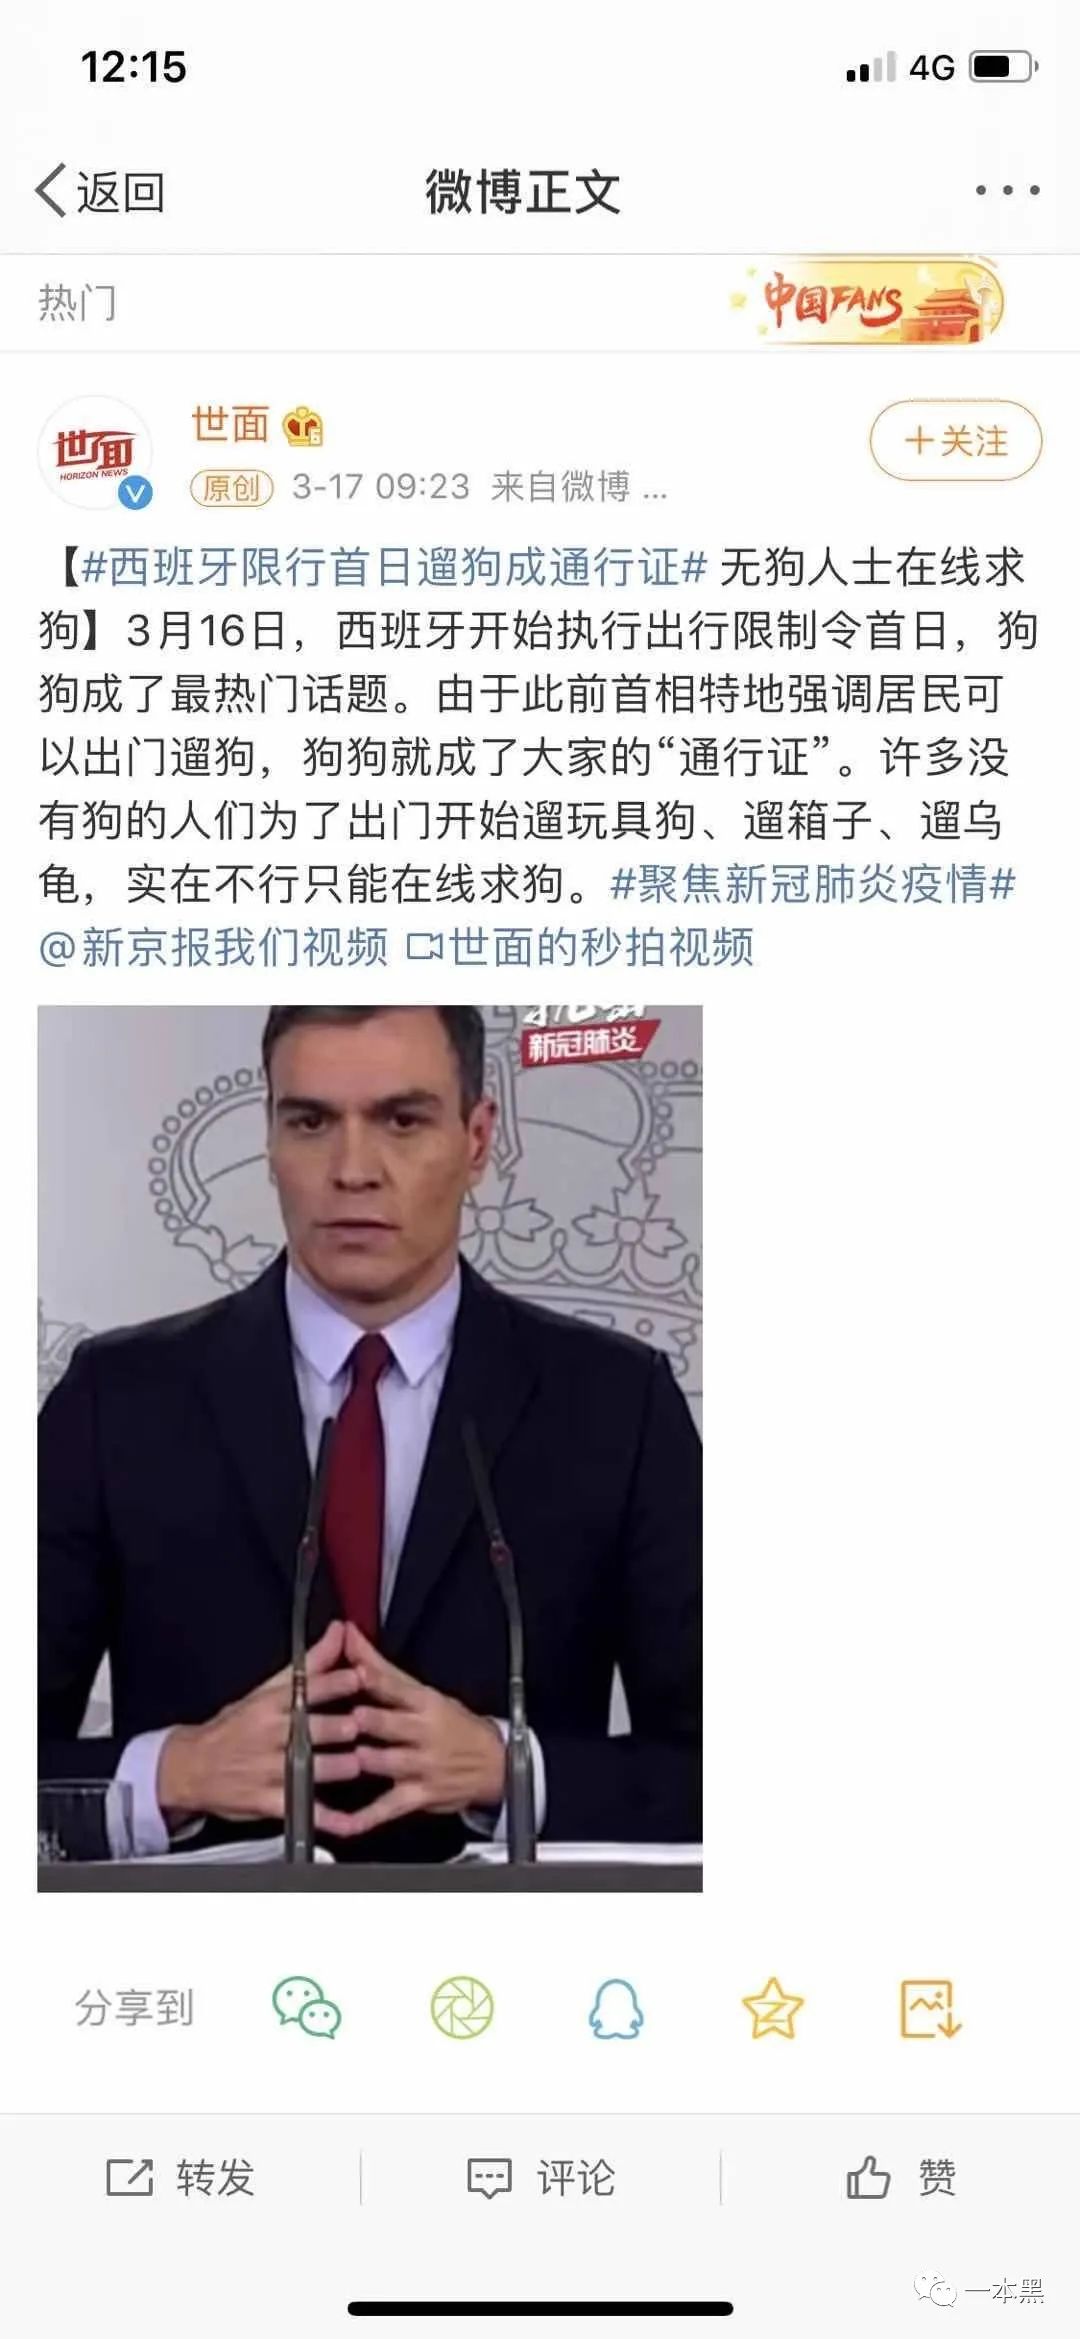 12:15
4G
返回
微博正文
热门
中国FANS
世面
HORIZON NEWS
世面
6
+关注
原创 3-17 09:23 来自微博 ...
【#西班牙限行首日遛狗成通行证# 无狗人士在线求
狗】3月16日，西班牙开始执行出行限制令首日，狗
狗成了最热门话题。由于此前首相特地强调居民可
以出门遛狗，狗狗就成了大家的“通行证”。许多没
有狗的人们为了出门开始遛玩具狗、遛箱子、遛乌
龟，实在不行只能在线求狗。#聚焦新冠肺炎疫情#
@新京报我们视频 世面的秒拍视频
新冠肺炎
分享到
转发
评论
赞
一本黑